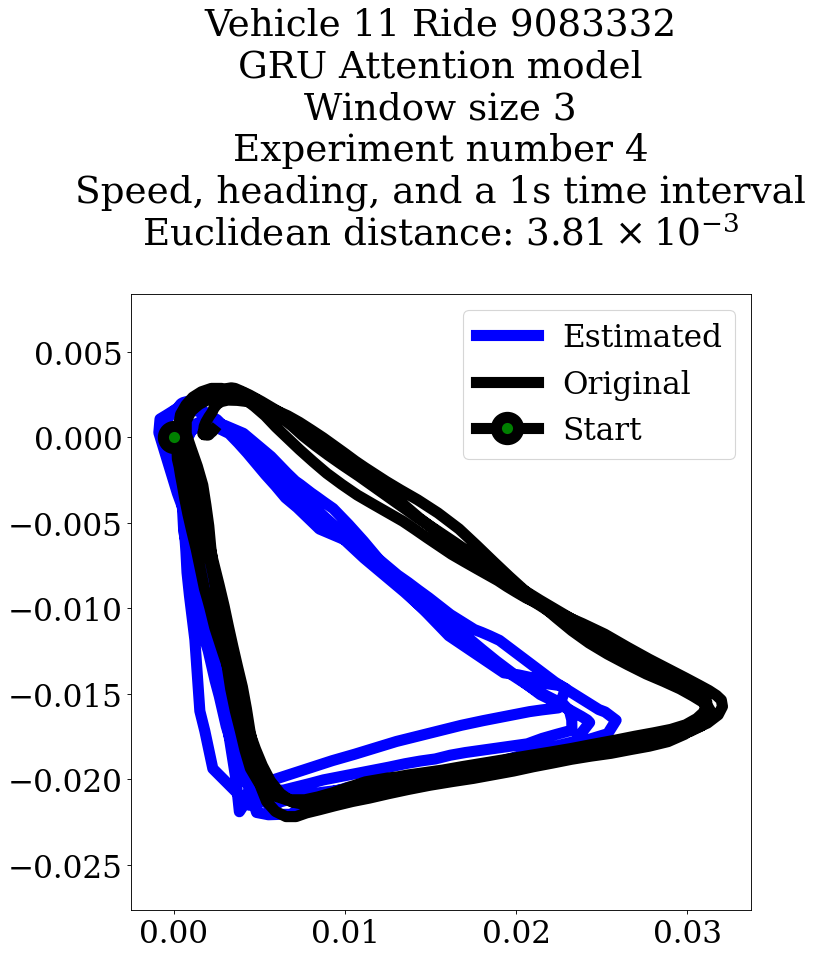 Vehicle 11 Ride 9083332
GRU Attention model
Window size 3
Experiment number 4
Speed, heading, and a 1s time interval
Euclidean distance: 3.81 × 10⁻³
Estimated
Original
Start
0.005
0.000
−0.005
−0.010
−0.015
−0.020
−0.025
0.00 0.01 0.02 0.03